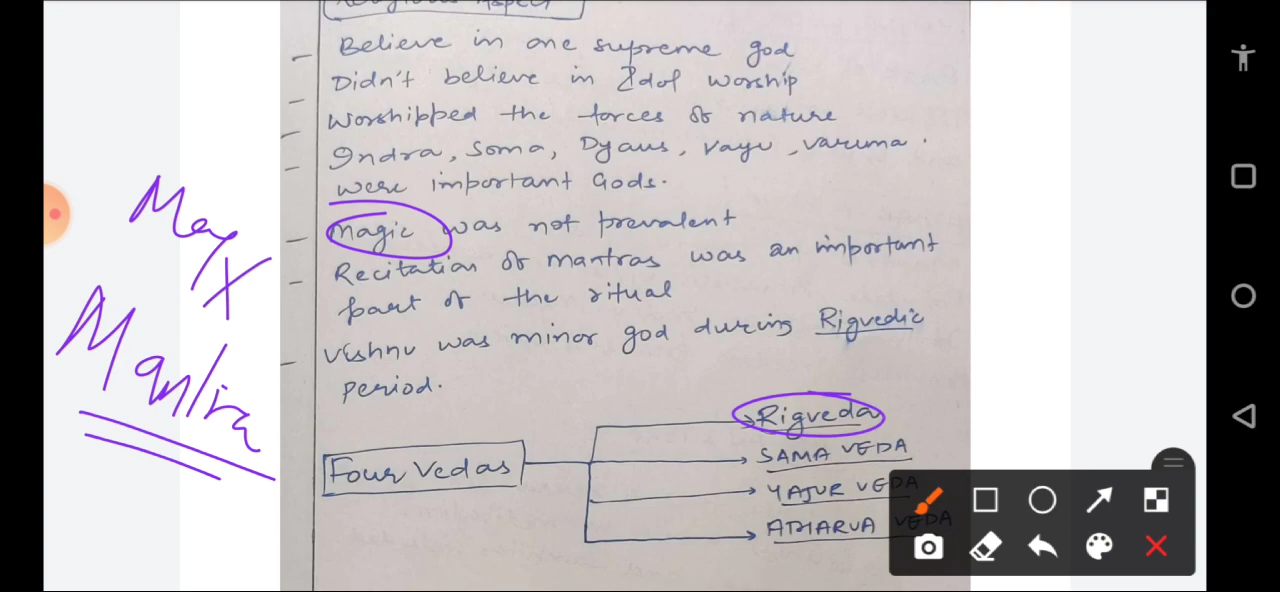 Religious Aspect
Believe in one supreme god
Didn't believe in Idol worship
Worshipped the forces of nature
Indra, Soma, Dyaus, vayu, varuna.
were important Gods.
Magic was not prevalent
Recitation of mantras was an important
part of the ritual
Vishnu was minor god during Rigvedic
period.
Mantra
Four Vedas
Rigveda
SAMA VEDA
YAJUR VEDA
ATHARVA VEDA